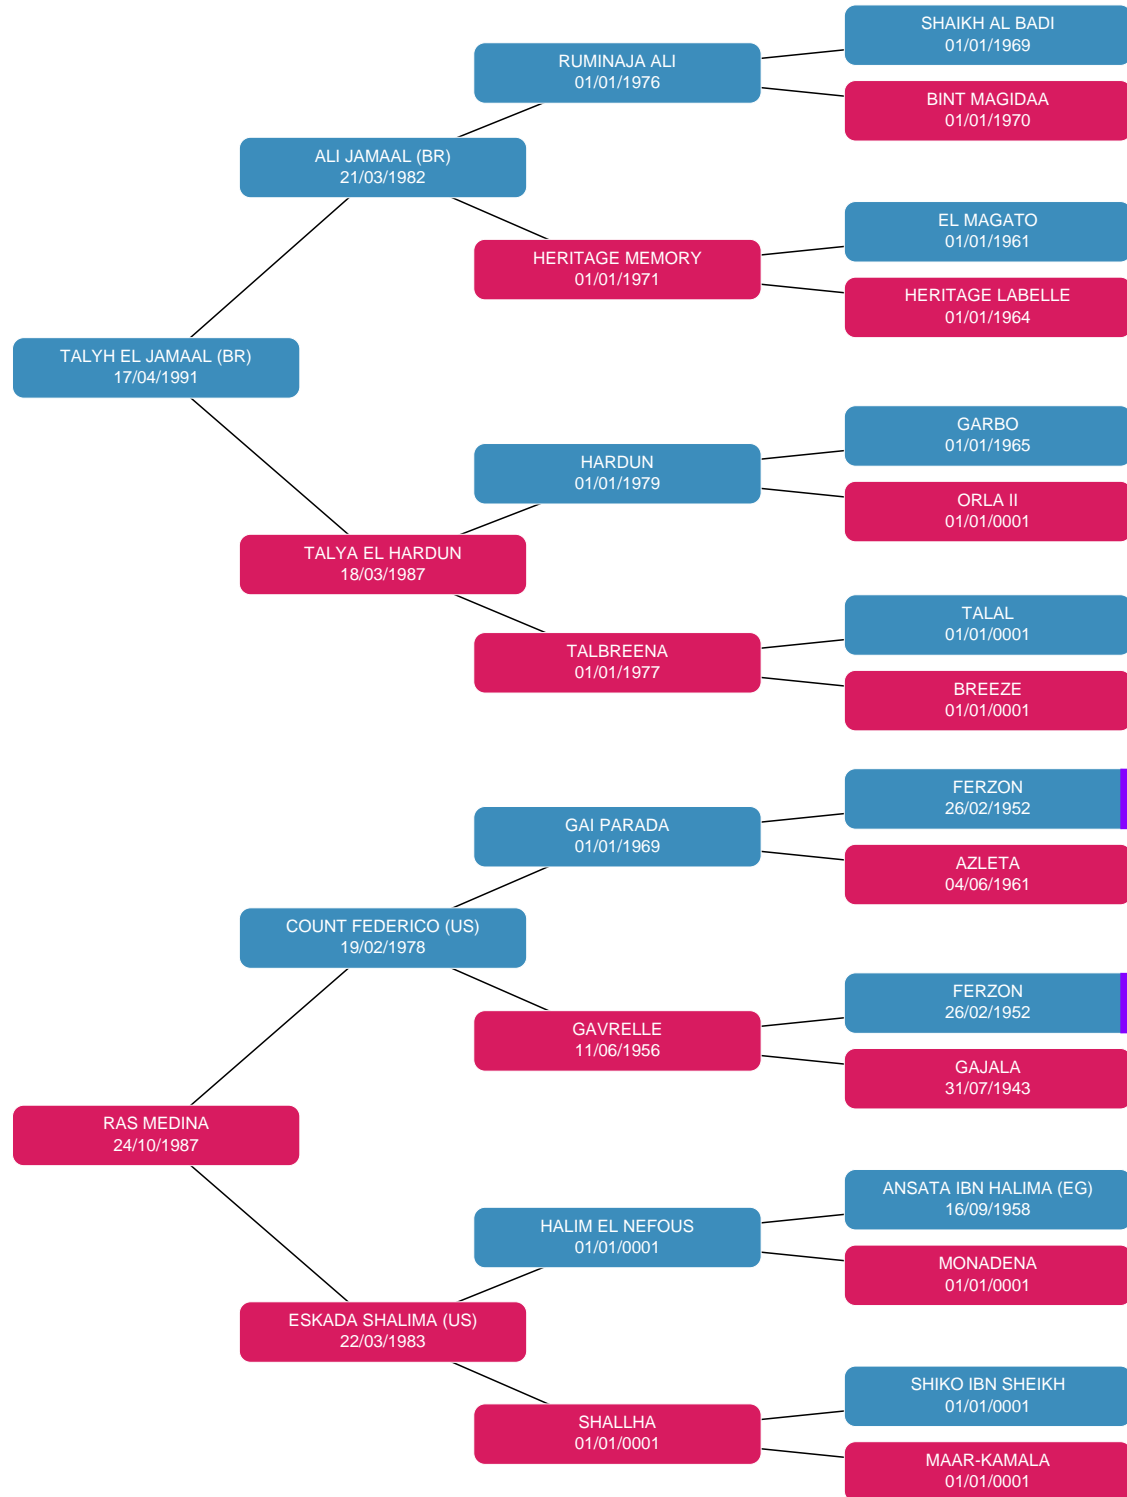 SHAIKH AL BADI
01/01/1969
RUMINAJA ALI
01/01/1976
BINT MAGIDAA
01/01/1970
ALI JAMAAL (BR)
21/03/1982
EL MAGATO
01/01/1961
HERITAGE MEMORY
01/01/1971
HERITAGE LABELLE
01/01/1964
TALYH EL JAMAAL (BR)
17/04/1991
GARBO
01/01/1965
HARDUN
01/01/1979
ORLA II
01/01/0001
TALYA EL HARDUN
18/03/1987
TALAL
01/01/0001
TALBREENA
01/01/1977
BREEZE
01/01/0001
FERZON
26/02/1952
GAI PARADA
01/01/1969
AZLETA
04/06/1961
COUNT FEDERICO (US)
19/02/1978
FERZON
26/02/1952
GAVRELLE
11/06/1956
GAJALA
31/07/1943
RAS MEDINA
24/10/1987
ANSATA IBN HALIMA (EG)
16/09/1958
HALIM EL NEFOUS
01/01/0001
MONADENA
01/01/0001
ESKADA SHALIMA (US)
22/03/1983
SHIKO IBN SHEIKH
01/01/0001
SHALLHA
01/01/0001
MAAR-KAMALA
01/01/0001